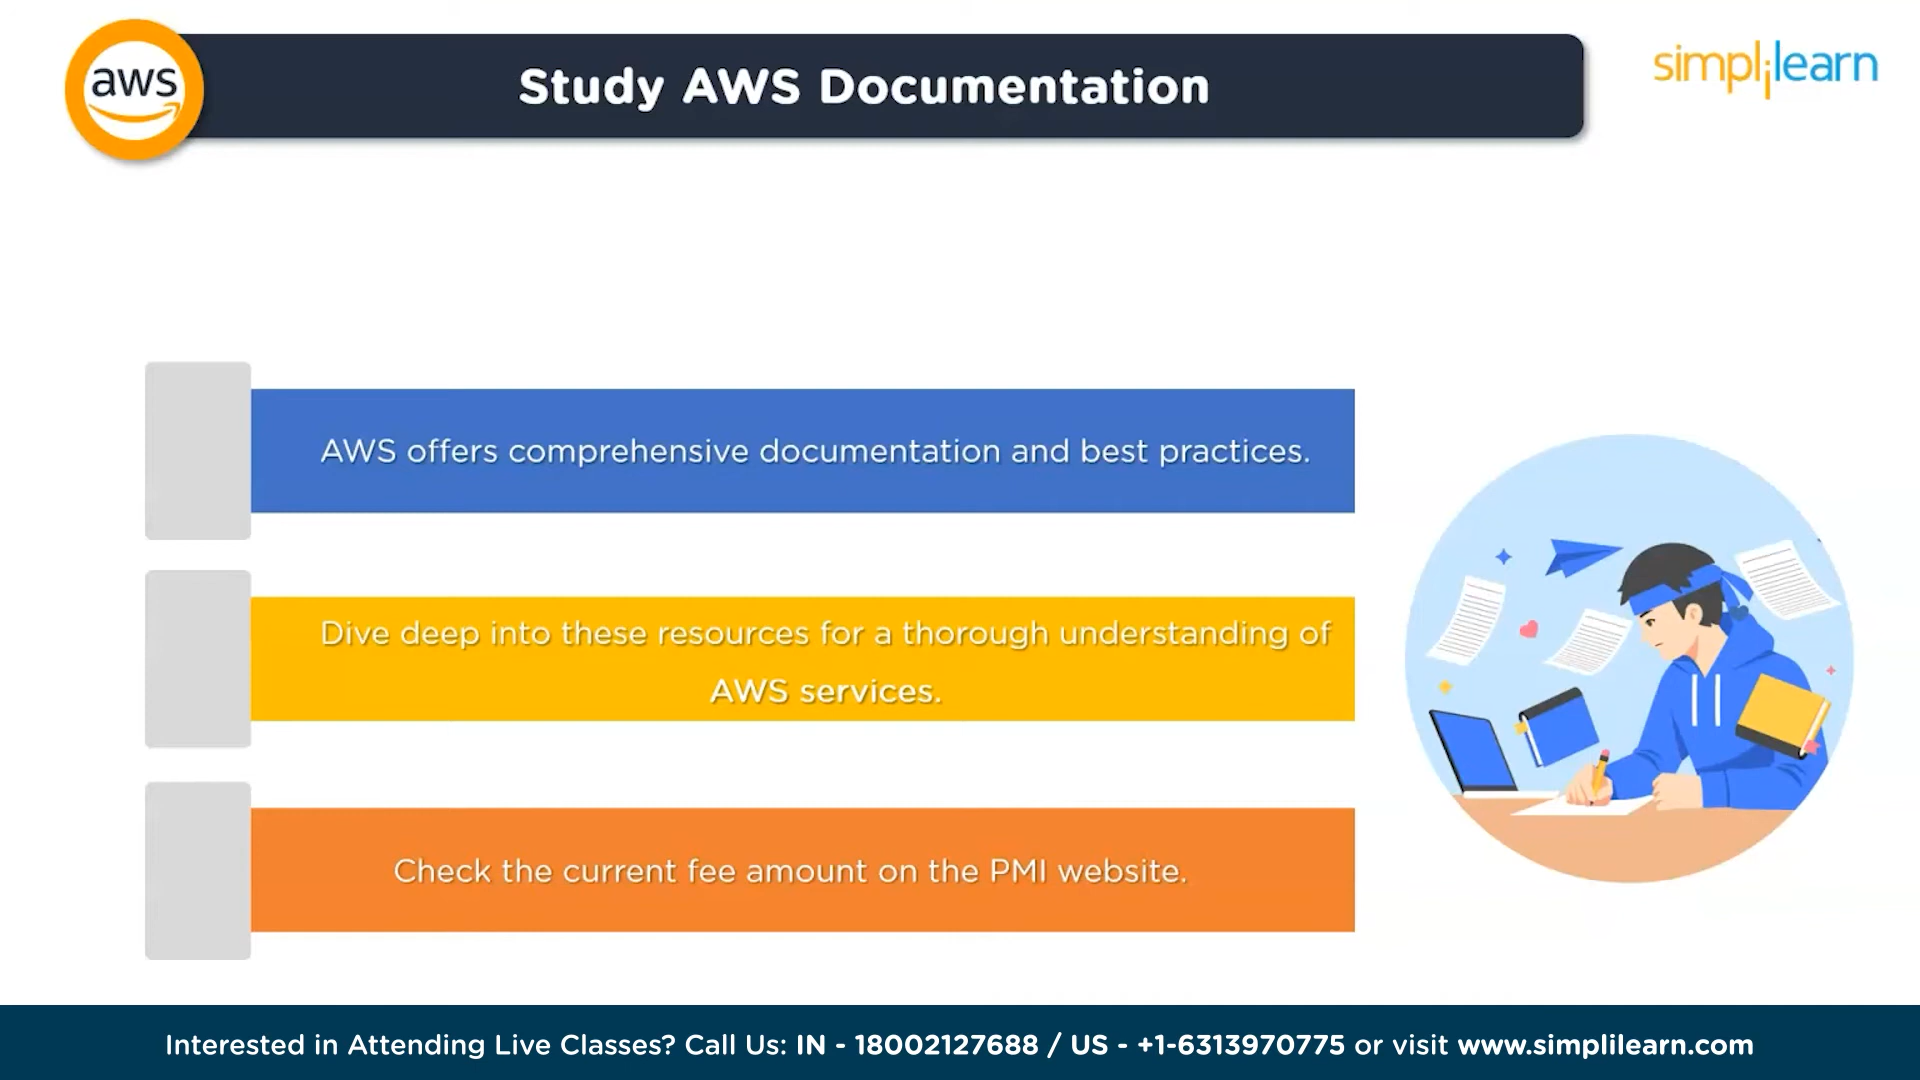 aws
Study AWS Documentation
simplilearn
AWS offers comprehensive documentation and best practices.
Dive deep into these resources for a thorough understanding of
AWS services.
Check the current fee amount on the PMI website.
Interested in Attending Live Classes? Call Us: IN - 18002127688 / US - +1-6313970775 or visit www.simplilearn.com